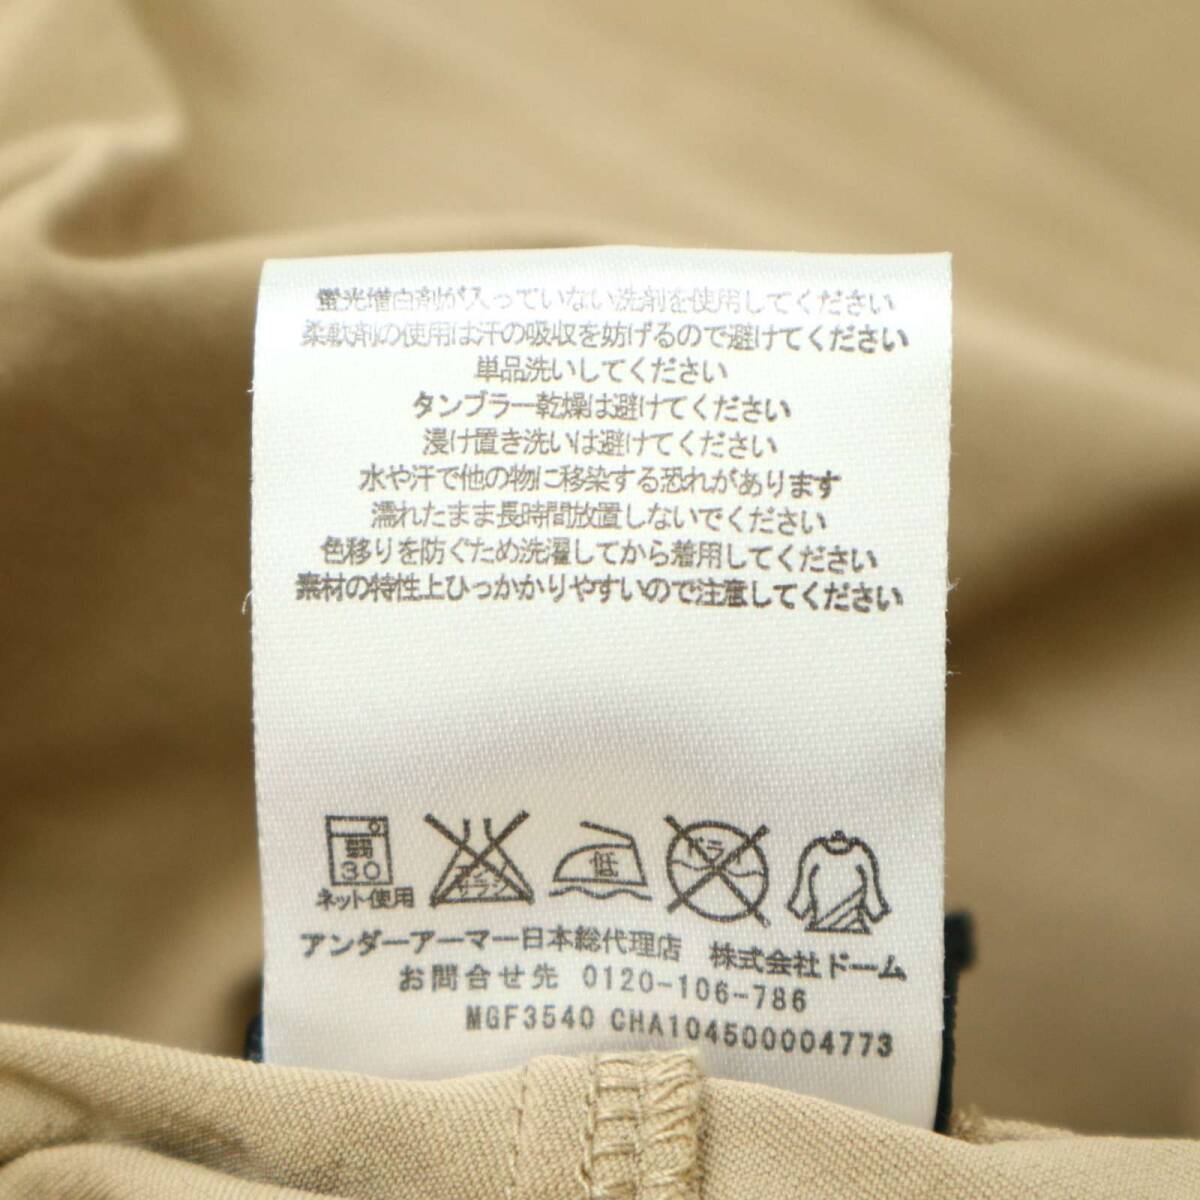 蛍光増白剤が入っていない洗剤を使用してください
柔軟剤の使用は汗の吸収を妨げるので避けてください
単品洗いしてください
タンブラー乾燥は避けてください
浸け置き洗いは避けてください
水や汗で他の物に移染する恐れがあります
濡れたまま長時間放置しないでください
色移りを防ぐため洗濯してから着用してください
素材の特性上ひっかかりやすいので注意してください
弱
30
エンソ
サラシ
低
ドライ
ネット使用
アンダーアーマー日本総代理店 株式会社ドーム
お問合せ先 0120-106-786
MGF3540 CHA104500004773